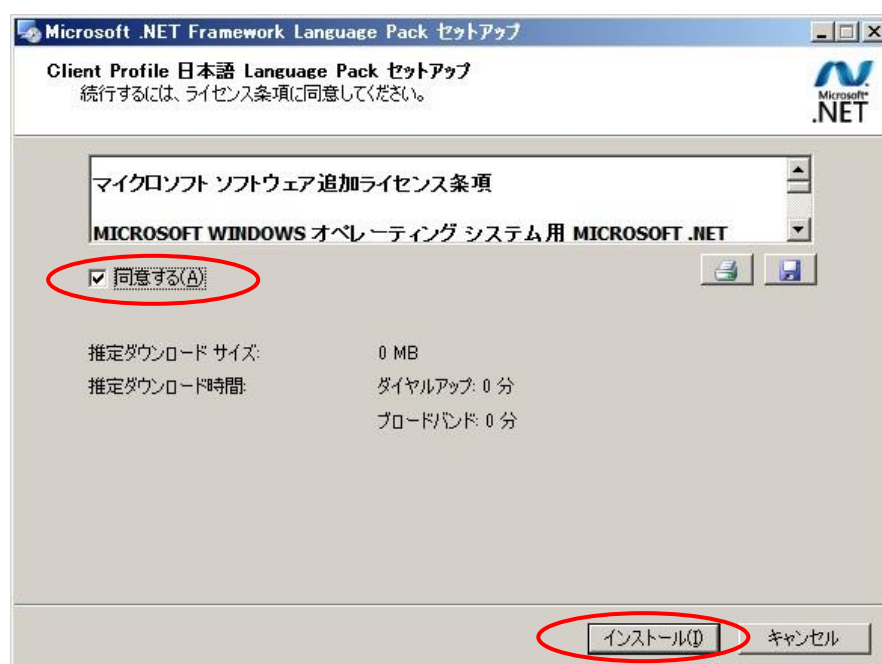 Microsoft .NET Framework Language Pack セットアップ
Client Profile 日本語 Language Pack セットアップ
続行するには、ライセンス条項に同意してください。
Microsoft
.NET
マイクロソフト ソフトウェア追加ライセンス条項
MICROSOFT WINDOWS オペレーティング システム用 MICROSOFT .NET
同意する(A)
推定ダウンロード サイズ: 0 MB
推定ダウンロード時間: ダイヤルアップ: 0 分
ブロードバンド: 0 分
インストール(I) キャンセル